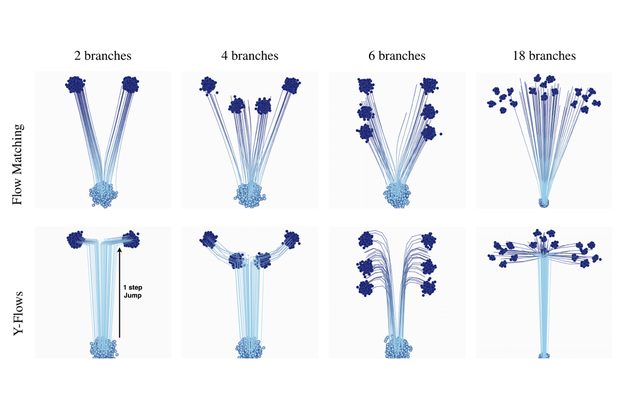 2 branches
4 branches
6 branches
18 branches
Flow Matching
Y-Flows
1 step
Jump